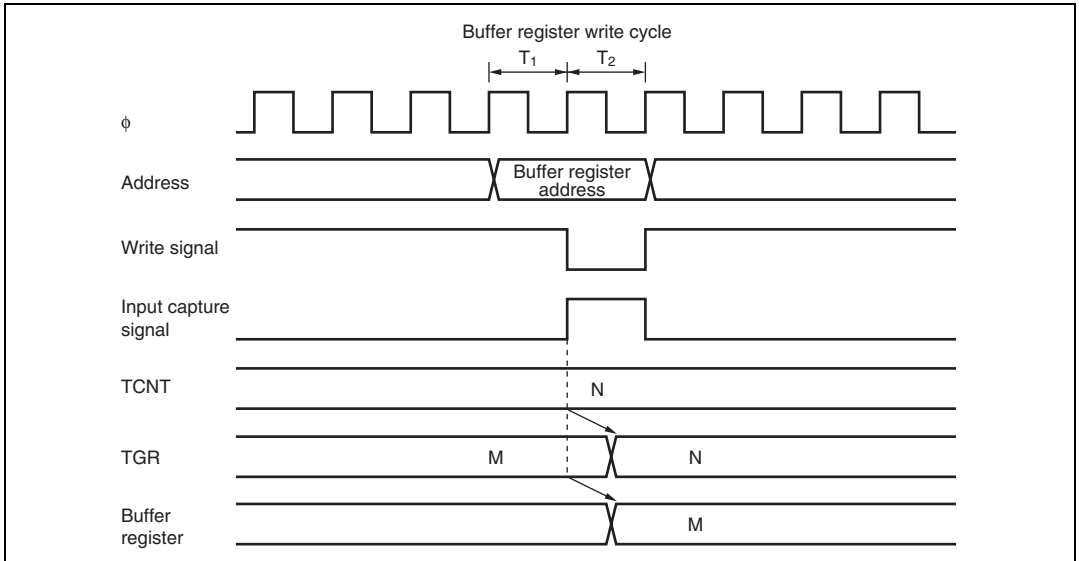 Buffer register write cycle
T₁ T₂
ϕ
Address
Buffer register
address
Write signal
Input capture
signal
TCNT
N
TGR
M N
Buffer
register
M